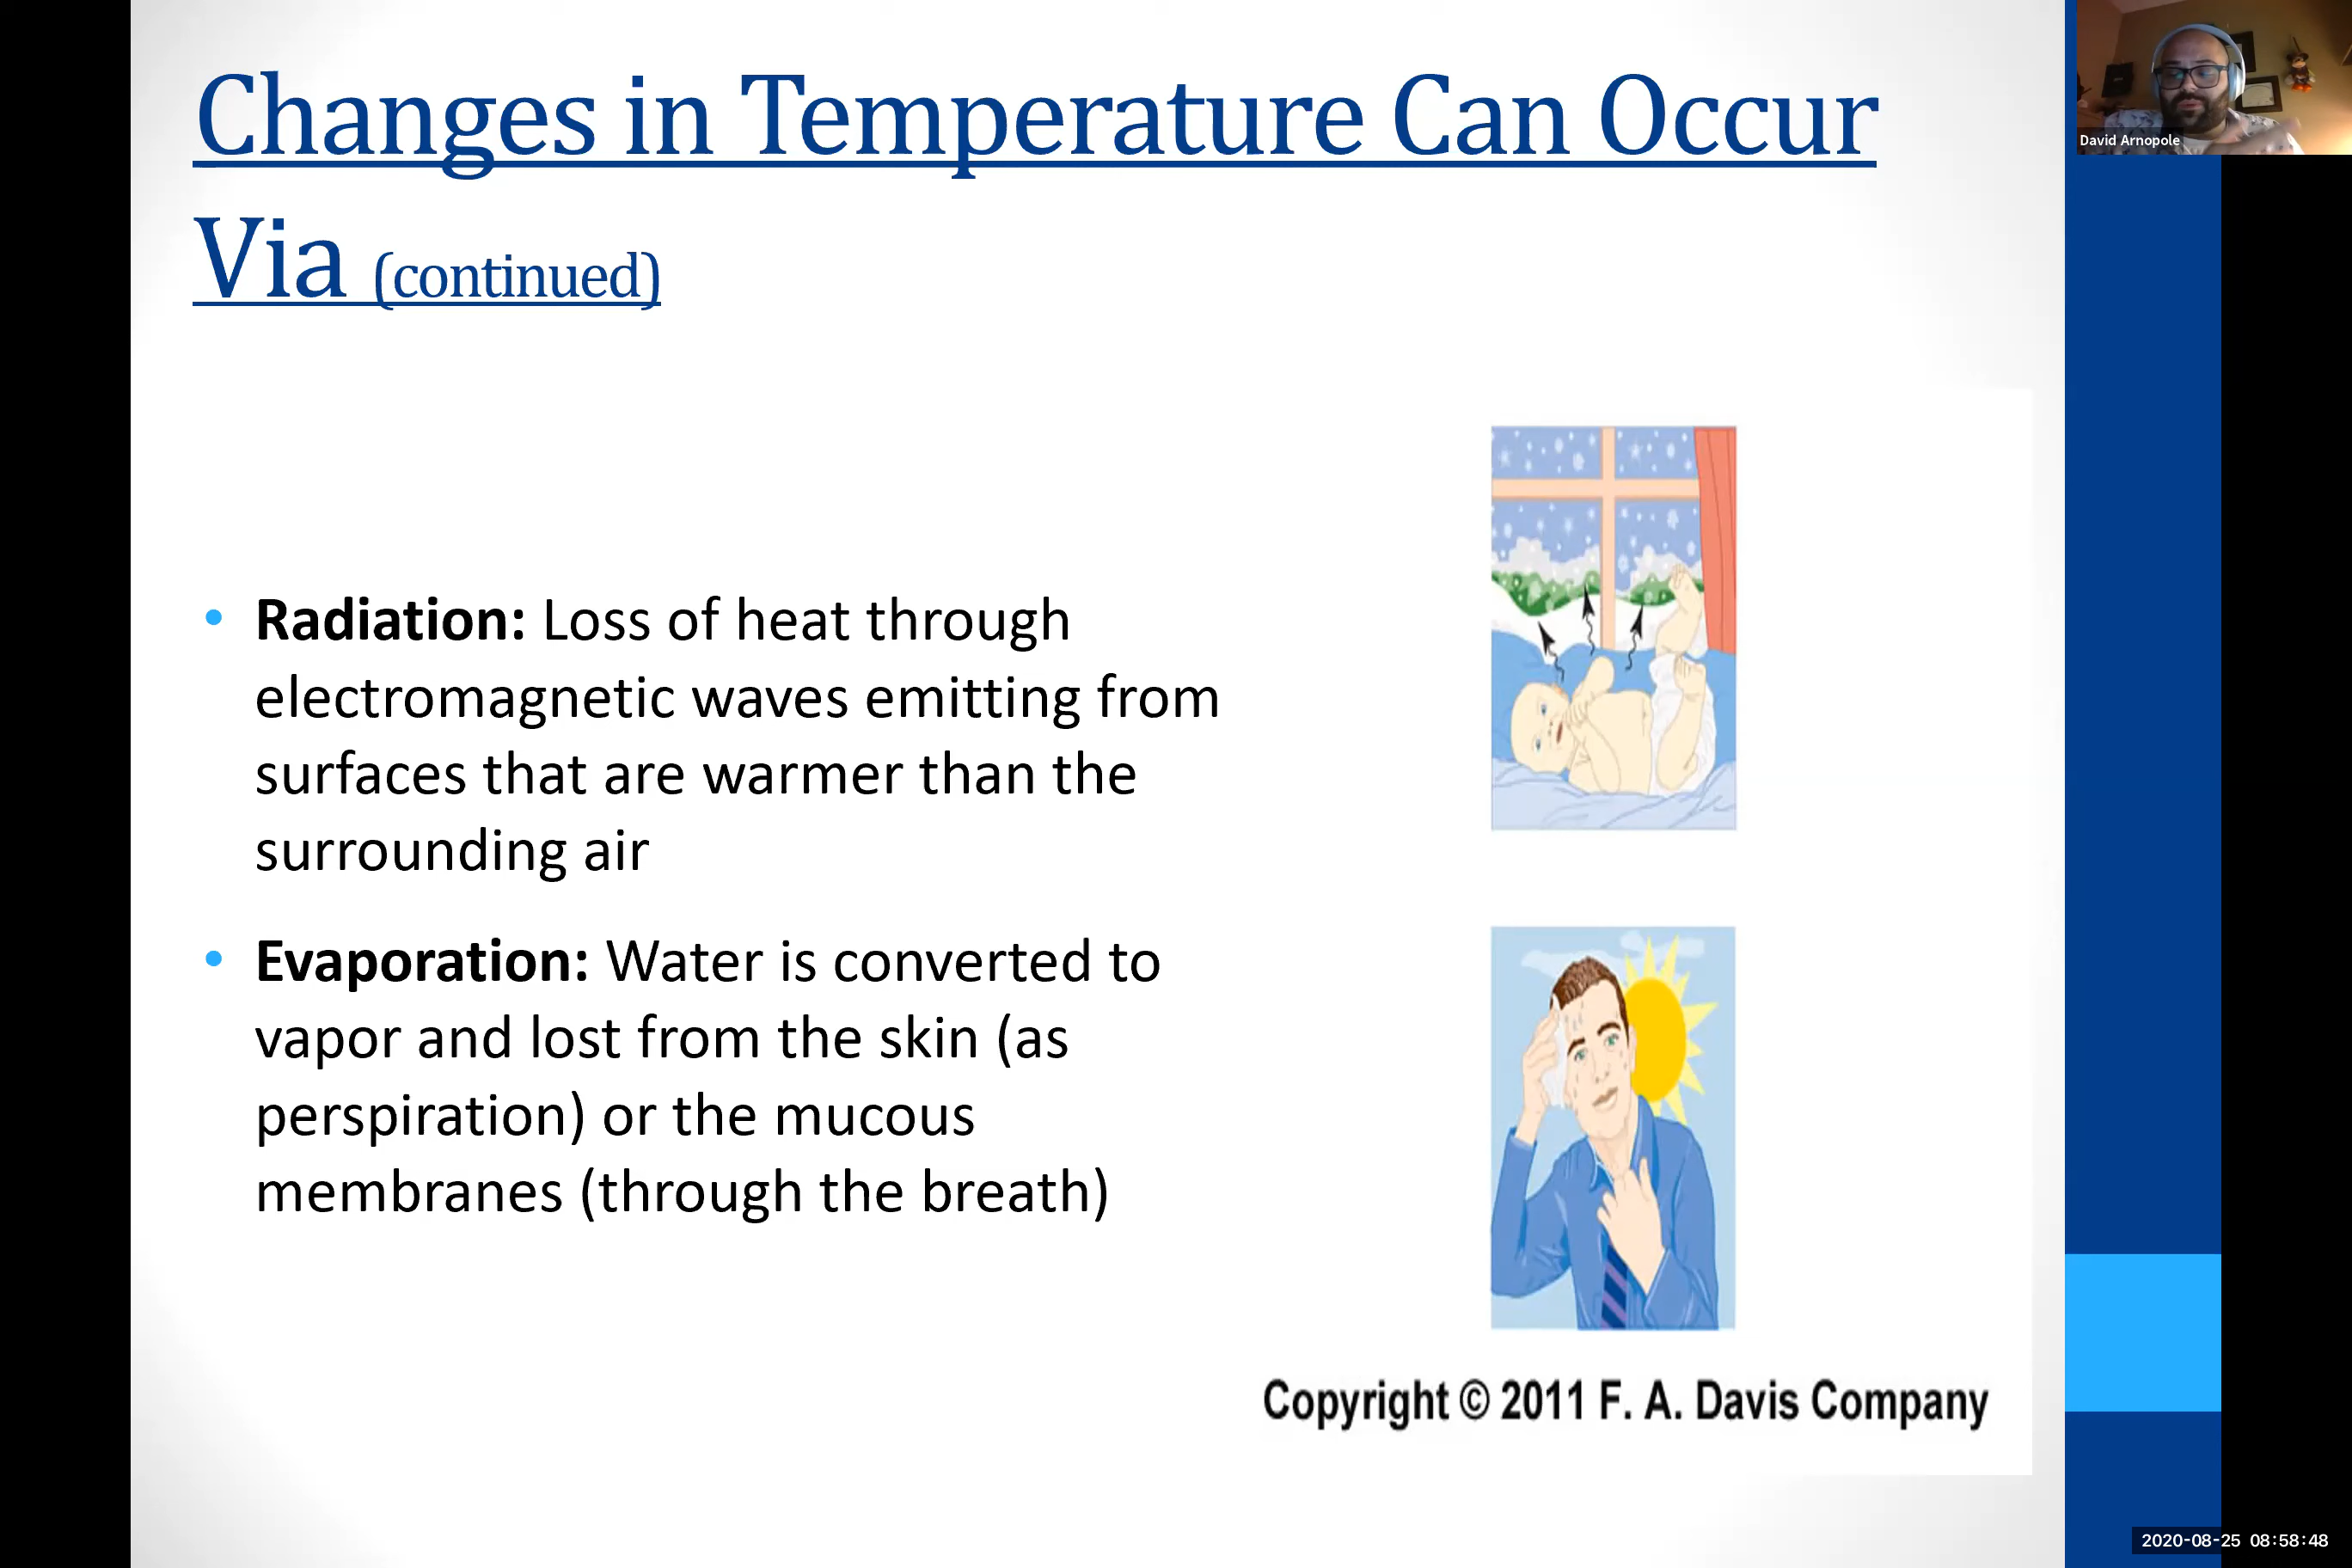 Changes in Temperature Can Occur
Via (continued)
David Arnopole
• Radiation: Loss of heat through
electromagnetic waves emitting from
surfaces that are warmer than the
surrounding air
• Evaporation: Water is converted to
vapor and lost from the skin (as
perspiration) or the mucous
membranes (through the breath)
Copyright © 2011 F. A. Davis Company
2020-08-25 08:58:48